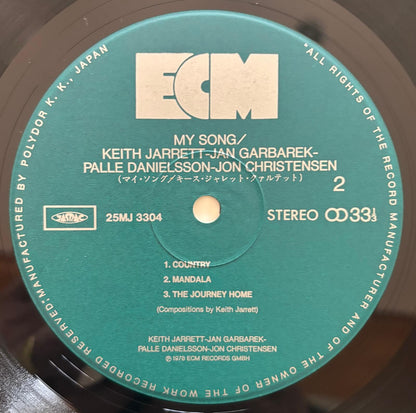 ECM
MY SONG/
KEITH JARRETT-JAN GARBAREK-
PALLE DANIELSSON-JON CHRISTENSEN
(マイ・ソング/キース・ジャレット・クァルテット)
2
25MJ 3304
STEREO 33⅓
1. COUNTRY
2. MANDALA
3. THE JOURNEY HOME
(Compositions by Keith Jarrett)
KEITH JARRETT-JAN GARBAREK-
PALLE DANIELSSON-JON CHRISTENSEN
℗1978 ECM RECORDS GMBH
"ALL RIGHTS OF THE RECORD MANUFACTURER AND OF THE OWNER OF THE WORK RECORDED RESERVED" MANUFACTURED BY POLYDOR K. K., JAPAN